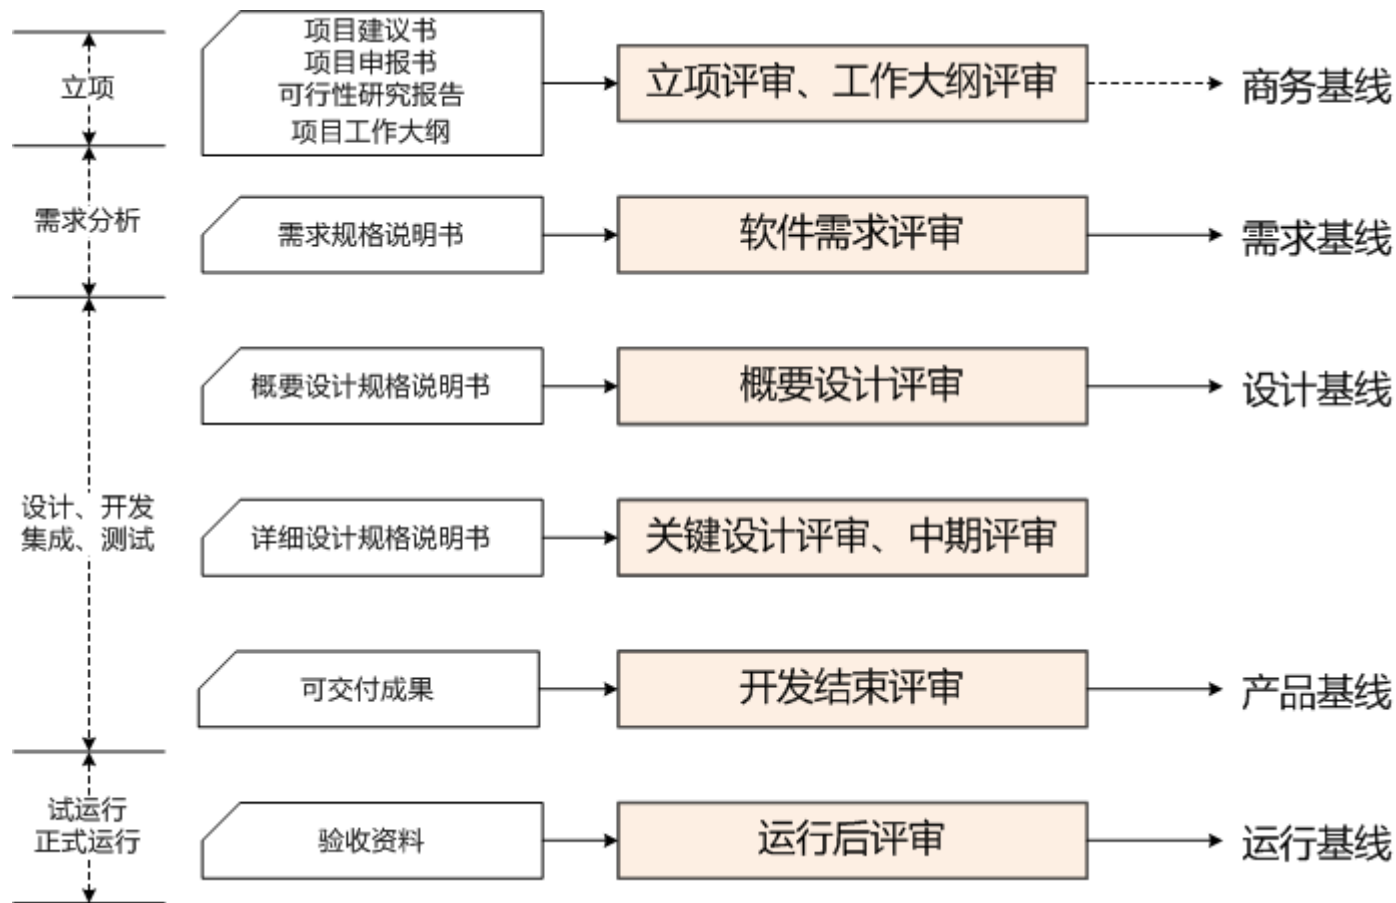 立项
项目建议书
项目申报书
可行性研究报告
项目工作大纲
立项评审、工作大纲评审
商务基线
需求分析
需求规格说明书
软件需求评审
需求基线
概要设计规格说明书
概要设计评审
设计基线
设计、开发
集成、测试
详细设计规格说明书
关键设计评审、中期评审
可交付成果
开发结束评审
产品基线
试运行
正式运行
验收资料
运行后评审
运行基线